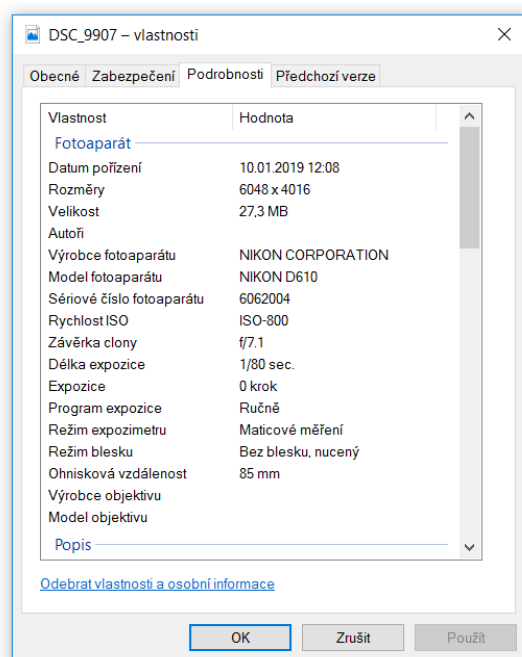 DSC_9907 – vlastnosti
Obecné Zabezpečení Podrobnosti Předchozí verze
Vlastnost Hodnota
Fotoaparát
Datum pořízení 10.01.2019 12:08
Rozměry 6048 x 4016
Velikost 27,3 MB
Autoři
Výrobce fotoaparátu NIKON CORPORATION
Model fotoaparátu NIKON D610
Sériové číslo fotoaparátu 6062004
Rychlost ISO ISO-800
Závěrka clony f/7.1
Délka expozice 1/80 sec.
Expozice 0 krok
Program expozice Ručně
Režim expozimetru Maticové měření
Režim blesku Bez blesku, nucený
Ohnisková vzdálenost 85 mm
Výrobce objektivu
Model objektivu
Popis
Odebrat vlastnosti a osobní informace
OK Zrušit Použít